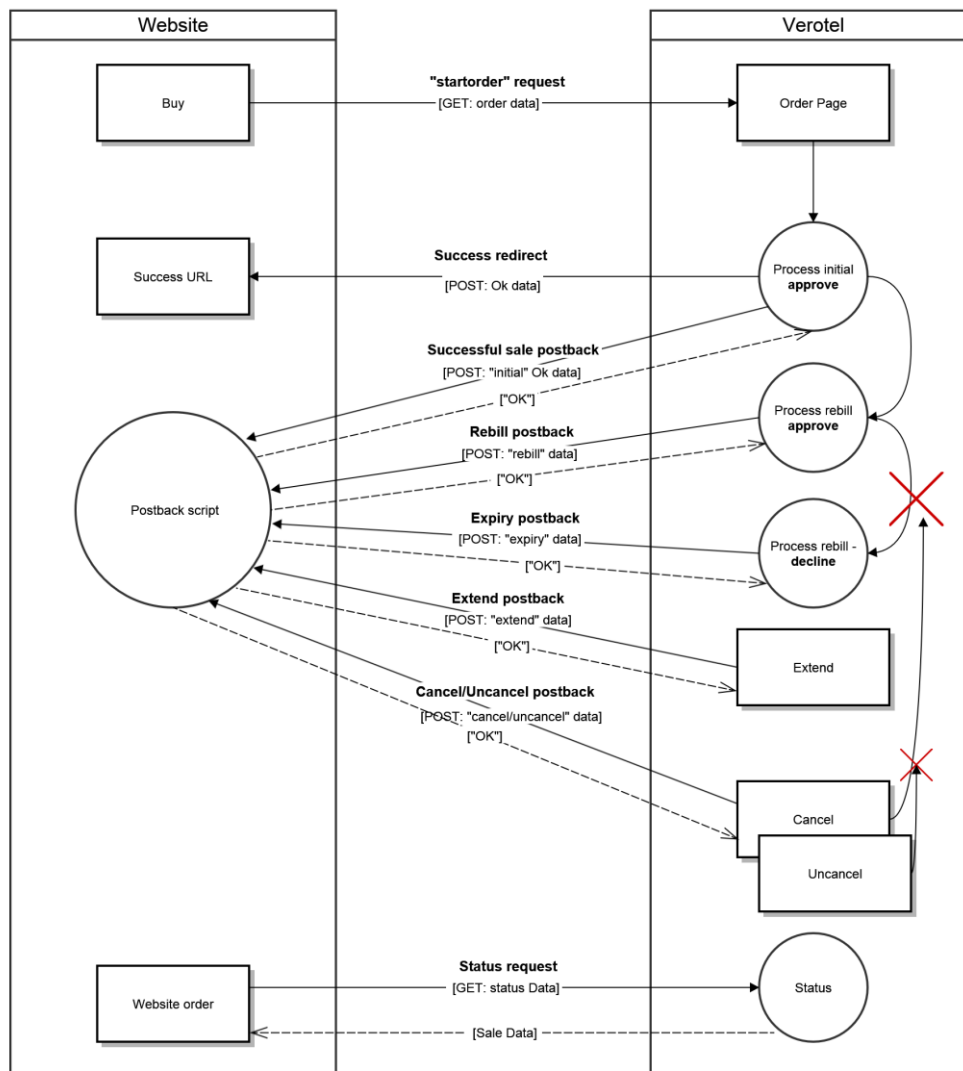 Website
Verotel
Buy
"startorder" request
[GET: order data]
Order Page
Success URL
Success redirect
[POST: Ok data]
Process initial
approve
Successful sale postback
[POST: "initial" Ok data]
["OK"]
Process rebill
approve
Rebill postback
[POST: "rebill" data]
["OK"]
Postback script
Expiry postback
[POST: "expiry" data]
["OK"]
Process rebill -
decline
Extend postback
[POST: "extend" data]
["OK"]
Extend
Cancel/Uncancel postback
[POST: "cancel/uncancel" data]
["OK"]
Cancel
Uncancel
Website order
Status request
[GET: status Data]
Status
[Sale Data]